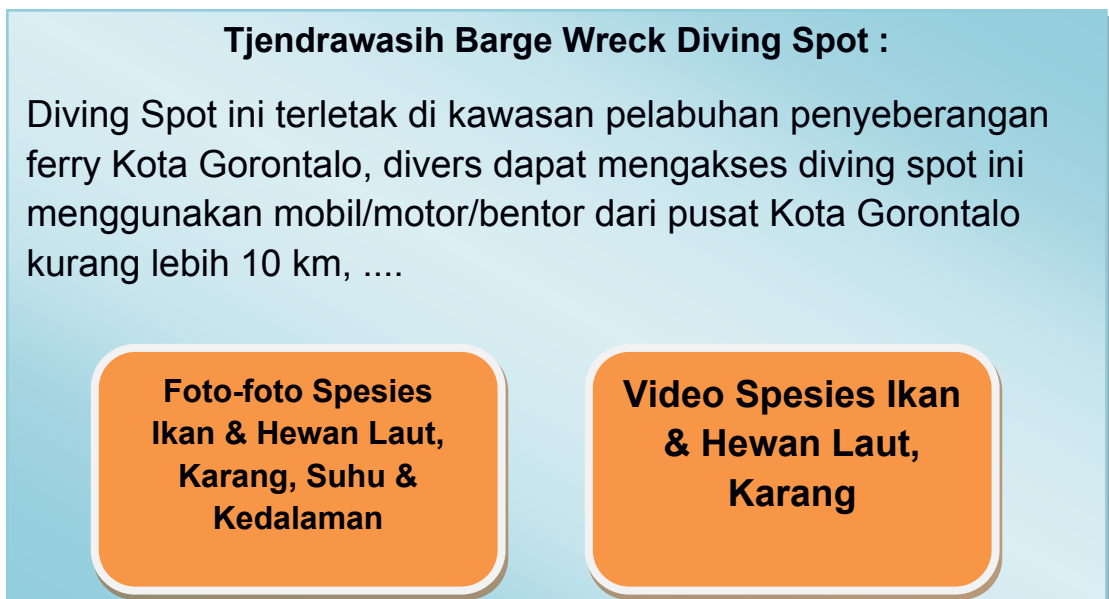 Tjendrawasih Barge Wreck Diving Spot :
Diving Spot ini terletak di kawasan pelabuhan penyeberangan
ferry Kota Gorontalo, divers dapat mengakses diving spot ini
menggunakan mobil/motor/bentor dari pusat Kota Gorontalo
kurang lebih 10 km, ....
Foto-foto Spesies
Ikan & Hewan Laut,
Karang, Suhu &
Kedalaman
Video Spesies Ikan
& Hewan Laut,
Karang